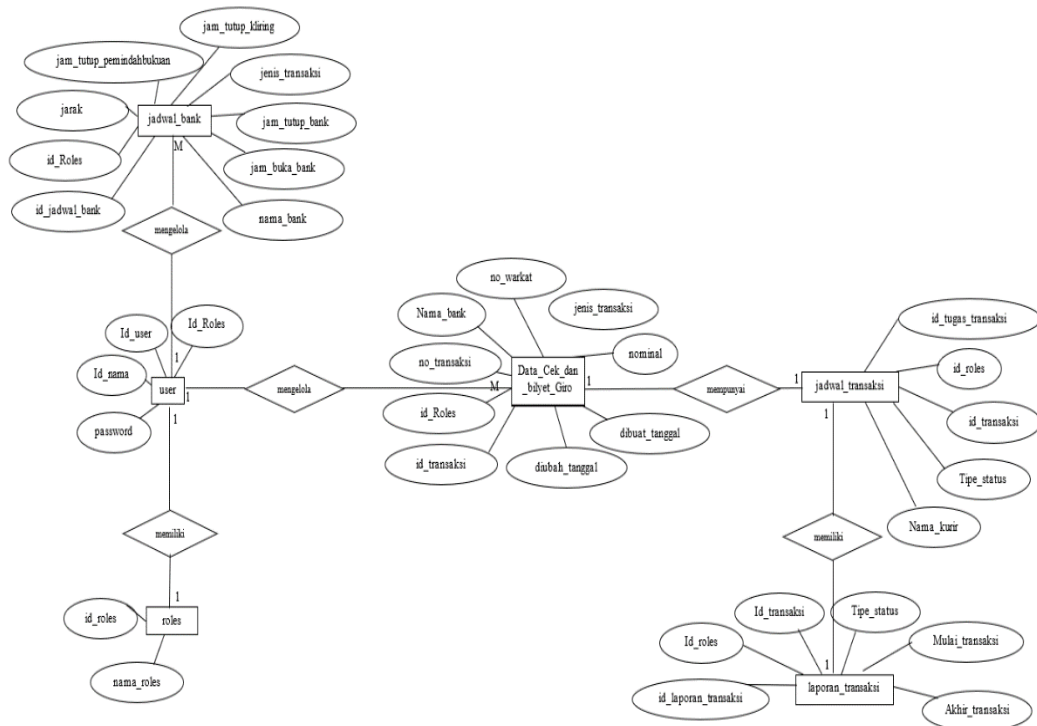 jam_tutup_kliring
jam_tutup_pemindahbukuan
jenis_transaksi
jarak
jadwal_bank
jam_tutup_bank
M
id_Roles
jam_buka_bank
id_jadwal_bank
nama_bank
mengelola
no_warkat
jenis_transaksi
Nama_bank
id_tugas_transaksi
Id_user
Id_Roles
no_transaksi
nominal
id_roles
Id_nama
1
user
1
mengelola
M
Data_Cek_dan
_bilyet_Giro
1
mempunyai
1
jadwal_transaksi
1
1
id_Roles
id_transaksi
password
dibuat_tanggal
id_transaksi
diubah_tanggal
Tipe_status
Nama_kurir
memiliki
memiliki
1
id_roles
roles
Id_transaksi
Tipe_status
Id_roles
Mulai_transaksi
1
nama_roles
id_laporan_transaksi
laporan_transaksi
Akhir_transaksi